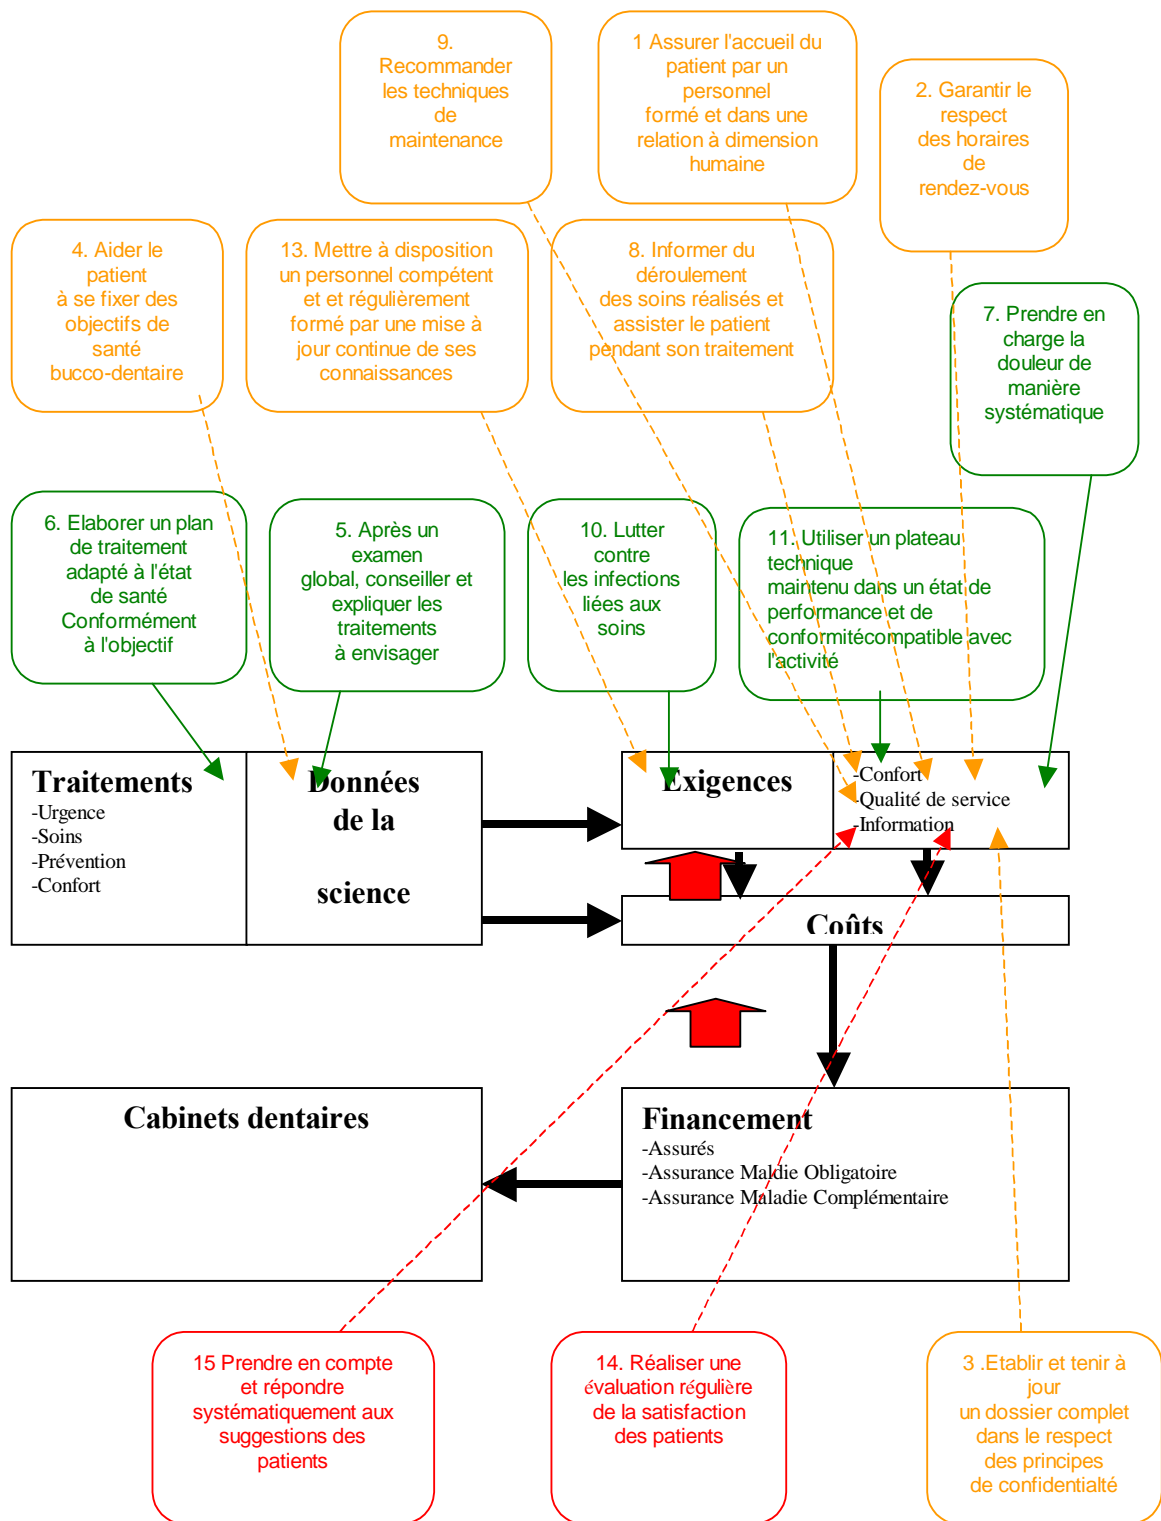 9.
Recommander
les techniques
de
maintenance
1 Assurer l'accueil du
patient par un
personnel
formé et dans une
relation à dimension
humaine
2. Garantir le
respect
des horaires
de
rendez-vous
4. Aider le
patient
à se fixer des
objectifs de
santé
bucco-dentaire
13. Mettre à disposition
un personnel compétent
et et régulièrement
formé par une mise à
jour continue de ses
connaissances
8. Informer du
déroulement
des soins réalisés et
assister le patient
pendant son traitement
7. Prendre en
charge la
douleur de
manière
systématique
6. Elaborer un plan
de traitement
adapté à l'état
de santé
Conformément
à l'objectif
5. Après un
examen
global, conseiller et
expliquer les
traitements
à envisager
10. Lutter
contre
les infections
liées aux
soins
11. Utiliser un plateau
technique
maintenu dans un état de
performance et de
conformitécompatible avec
l'activité
Traitements
-Urgence
-Soins
-Prévention
-Confort
Données
de la
science
Exigences
-Confort
-Qualité de service
-Information
Coûts
Cabinets dentaires
Financement
-Assurés
-Assurance Maldie Obligatoire
-Assurance Maladie Complémentaire
15 Prendre en compte
et répondre
systématiquement aux
suggestions des
patients
14. Réaliser une
évaluation régulière
de la satisfaction
des patients
3 .Etablir et tenir à
jour
un dossier complet
dans le respect
des principes
de confidentialté